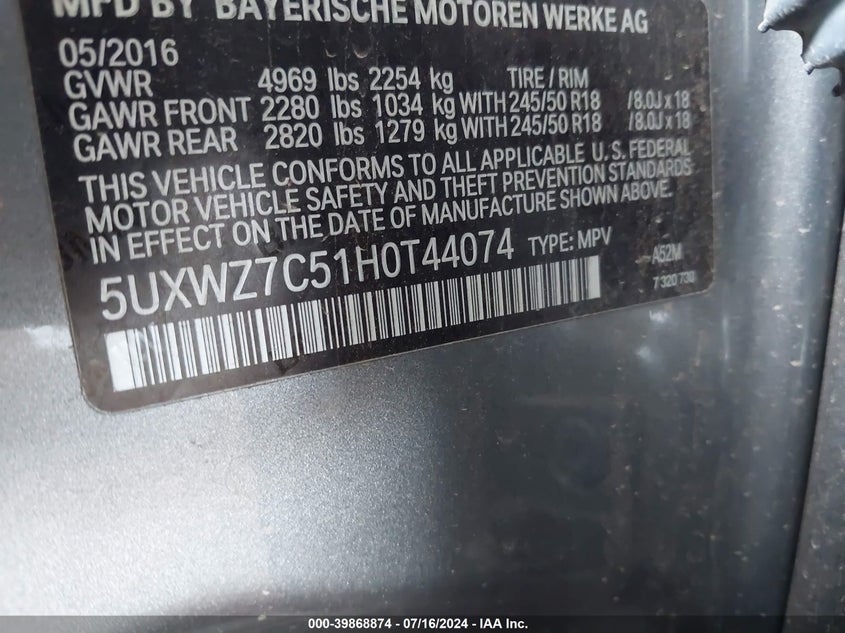 MFD BY BAYERISCHE MOTOREN WERKE AG
05/2016
GVWR 4969 lbs 2254 kg TIRE / RIM
GAWR FRONT 2280 lbs 1034 kg WITH 245/50 R18 /8.0J x 18
GAWR REAR 2820 lbs 1279 kg WITH 245/50 R18 /8.0J x 18
THIS VEHICLE CONFORMS TO ALL APPLICABLE U.S. FEDERAL
MOTOR VEHICLE SAFETY AND THEFT PREVENTION STANDARDS
IN EFFECT ON THE DATE OF MANUFACTURE SHOWN ABOVE.
5UXWZ7C51H0T44074 TYPE: MPV A52M
7 320 730
000-39868874 / 07/16/2024 - IAA Inc.